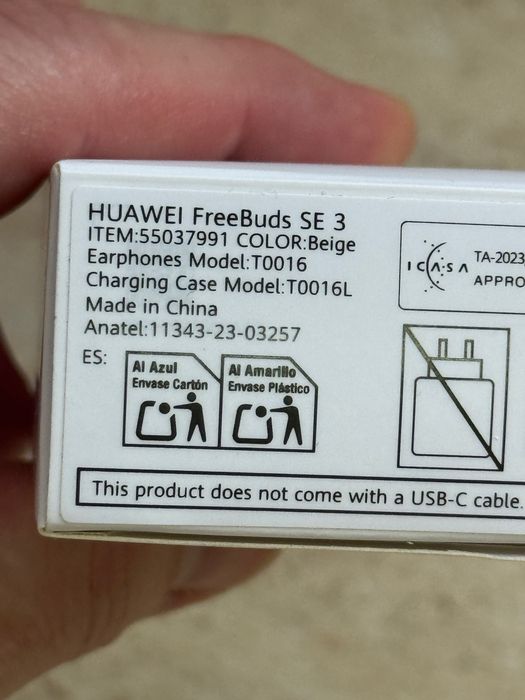 HUAWEI FreeBuds SE 3
ITEM:55037991 COLOR:Beige
Earphones Model:T0016
Charging Case Model:T0016L
Made in China
Anatel:11343-23-03257
ICASA
TA-2023
APPRO
ES:
Al Azul
Envase Cartón
Al Amarillo
Envase Plástico
This product does not come with a USB-C cable.